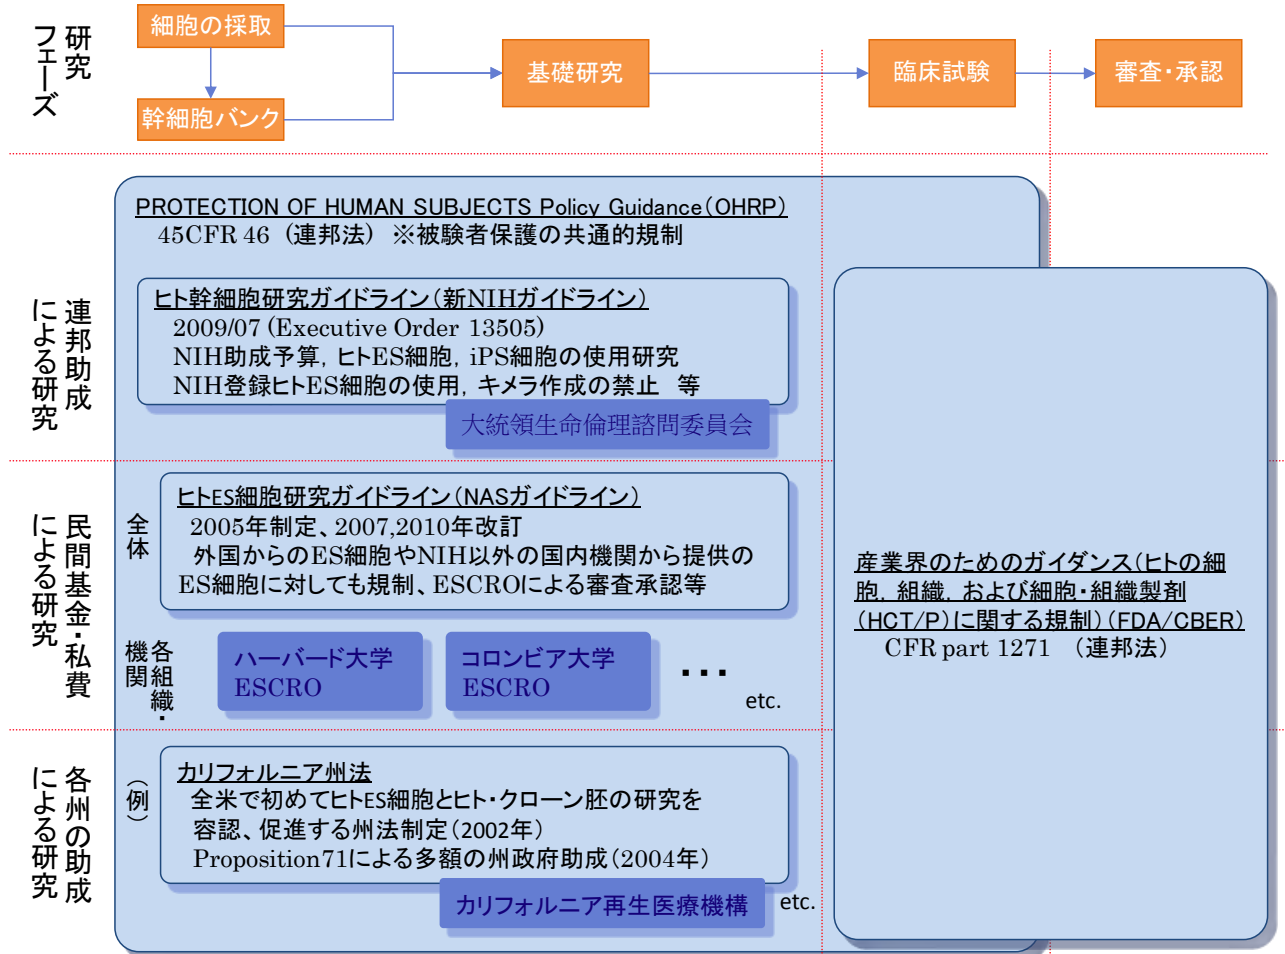 研究
フェーズ
細胞の採取
幹細胞バンク
基礎研究
臨床試験
審査・承認
連邦助成
による研究
PROTECTION OF HUMAN SUBJECTS Policy Guidance(OHRP)
45CFR 46 (連邦法) ※被験者保護の共通的規制
ヒト幹細胞研究ガイドライン(新NIHガイドライン)
2009/07 (Executive Order 13505)
NIH助成予算, ヒトES細胞, iPS細胞の使用研究
NIH登録ヒトES細胞の使用, キメラ作成の禁止 等
大統領生命倫理諮問委員会
民間基金・私費
による研究
全体
ヒトES細胞研究ガイドライン(NASガイドライン)
2005年制定、2007,2010年改訂
外国からのES細胞やNIH以外の国内機関から提供の
ES細胞に対しても規制、ESCROによる審査承認等
各組織・
機関
ハーバード大学
ESCRO
コロンビア大学
ESCRO
・・・
etc.
各州の助成
による研究
(例)
カリフォルニア州法
全米で初めてヒトES細胞とヒト・クローン胚の研究を
容認、促進する州法制定(2002年)
Proposition71による多額の州政府助成(2004年)
カリフォルニア再生医療機構
etc.
産業界のためのガイダンス(ヒトの細
胞, 組織, および細胞・組織製剤
(HCT/P)に関する規制)(FDA/CBER)
CFR part 1271 (連邦法)